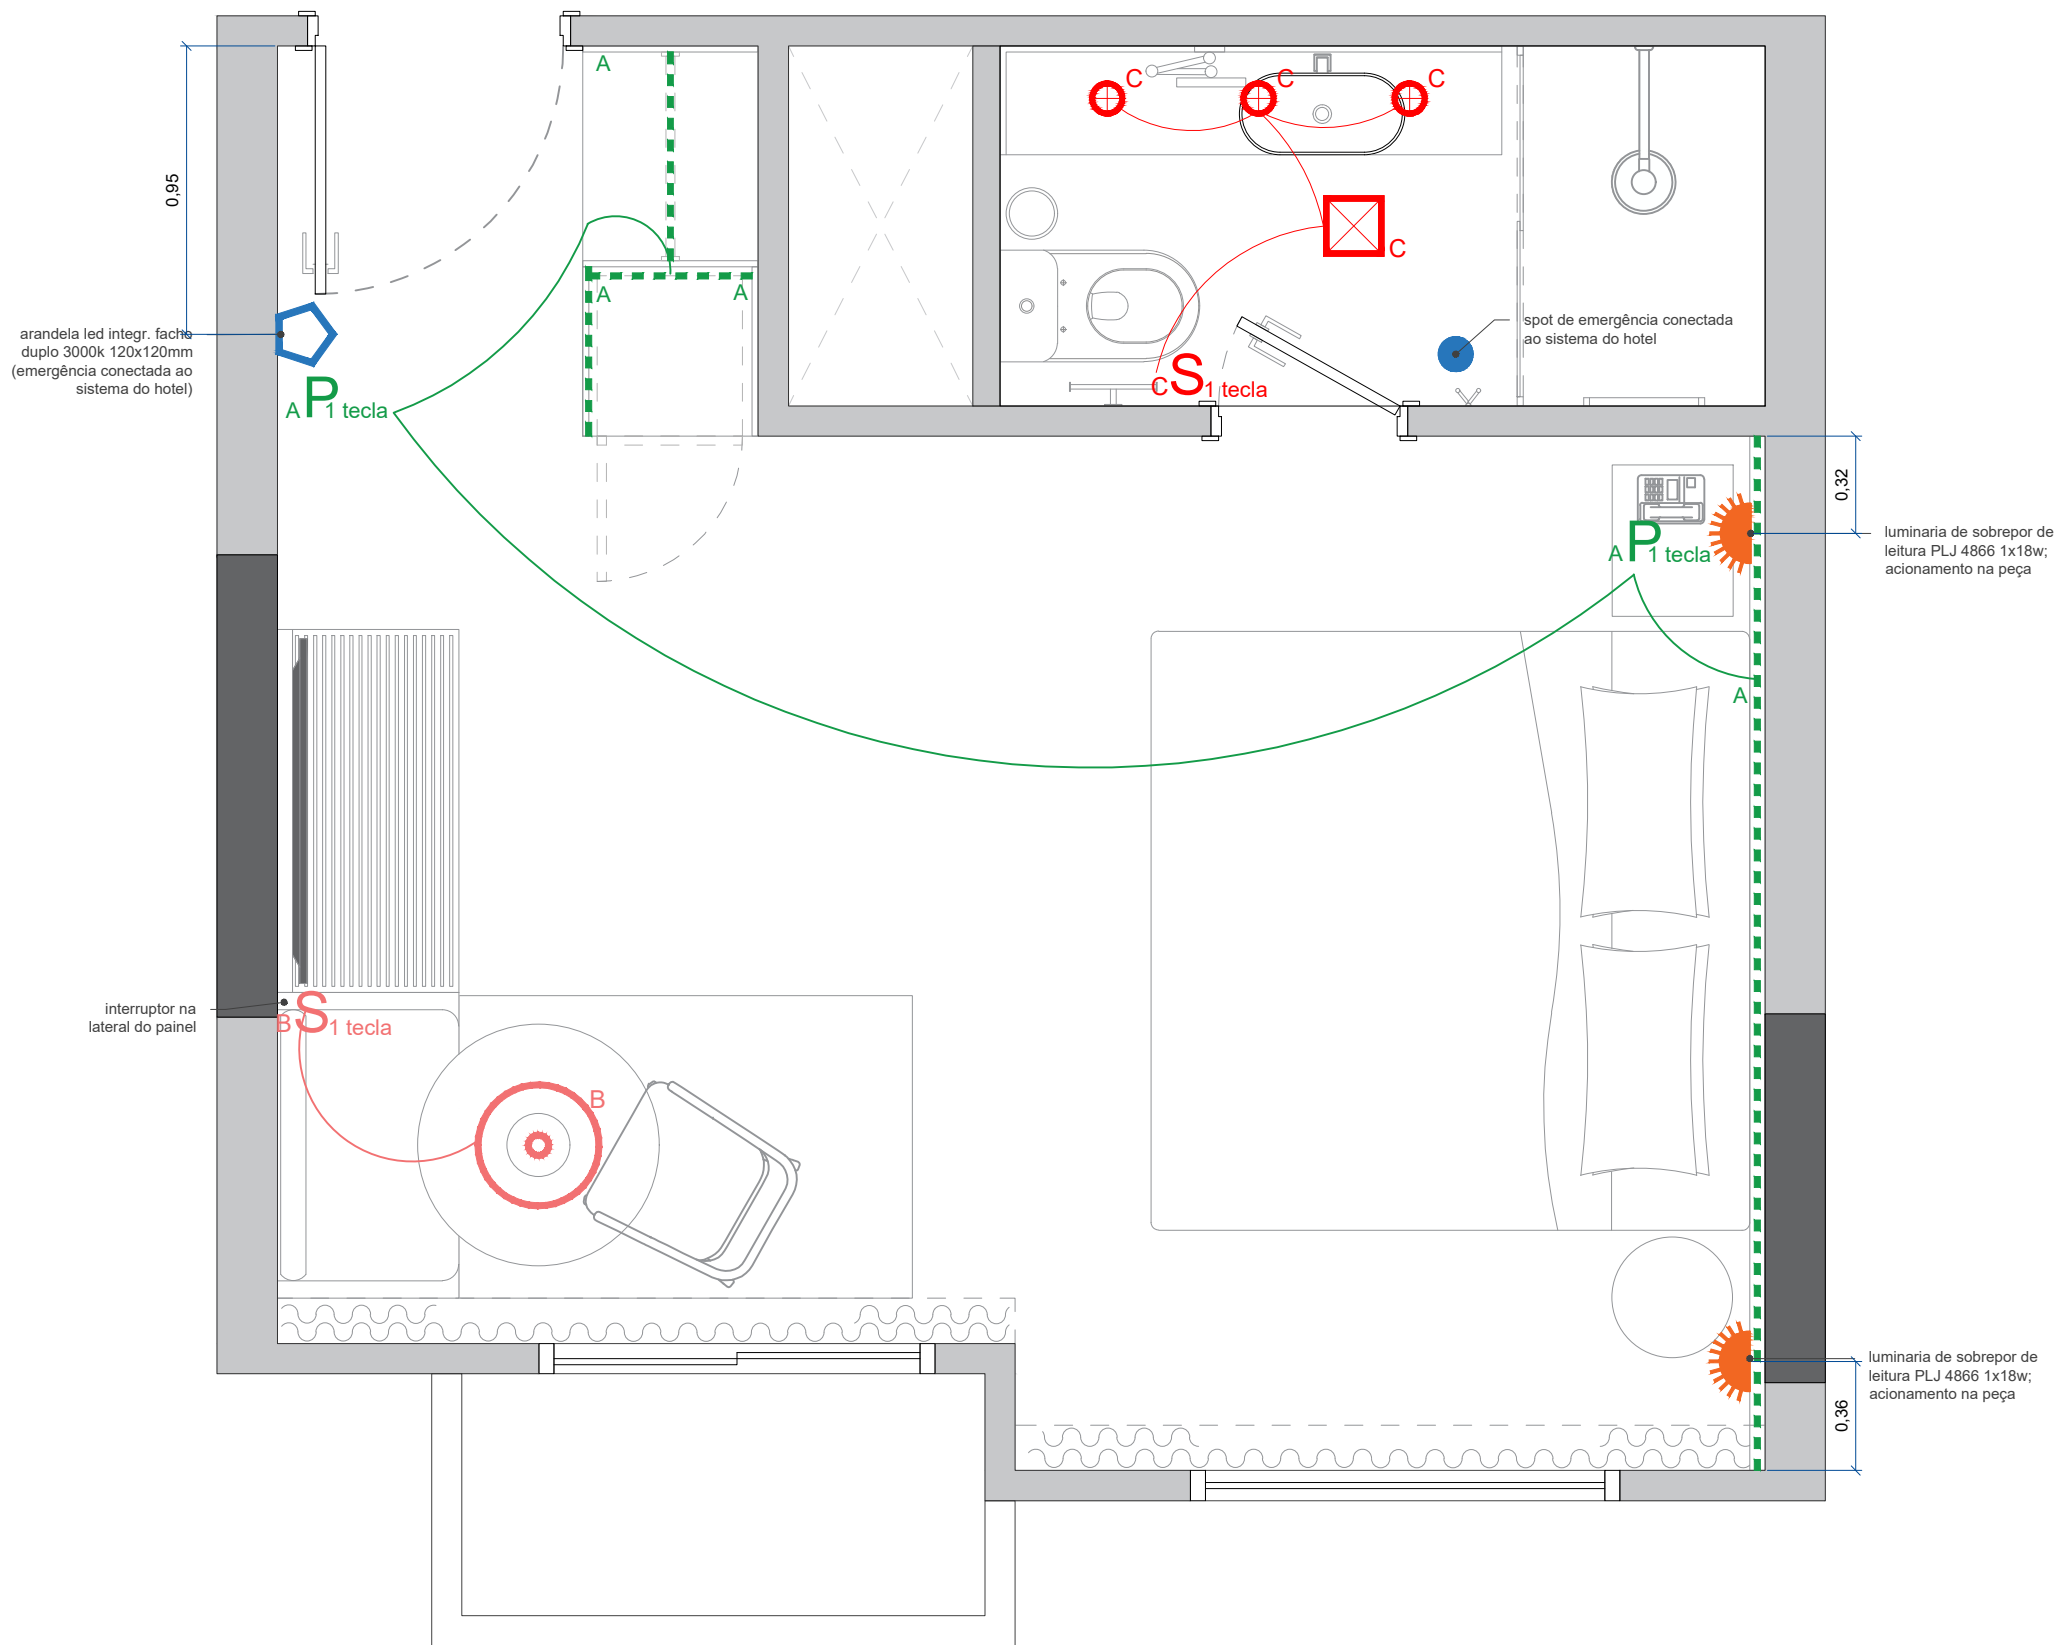 A
C
C
C
0,95
C
A
A
arandela led integr. facho
duplo 3000k 120x120mm
(emergência conectada ao
sistema do hotel)
spot de emergência conectada
ao sistema do hotel
A P 1 tecla
C S 1 tecla
0,32
A P 1 tecla
luminaria de sobrepor de
leitura PLJ 4866 1x18w;
acionamento na peça
A
interruptor na
lateral do painel
B S 1 tecla
B
luminaria de sobrepor de
leitura PLJ 4866 1x18w;
acionamento na peça
0,36